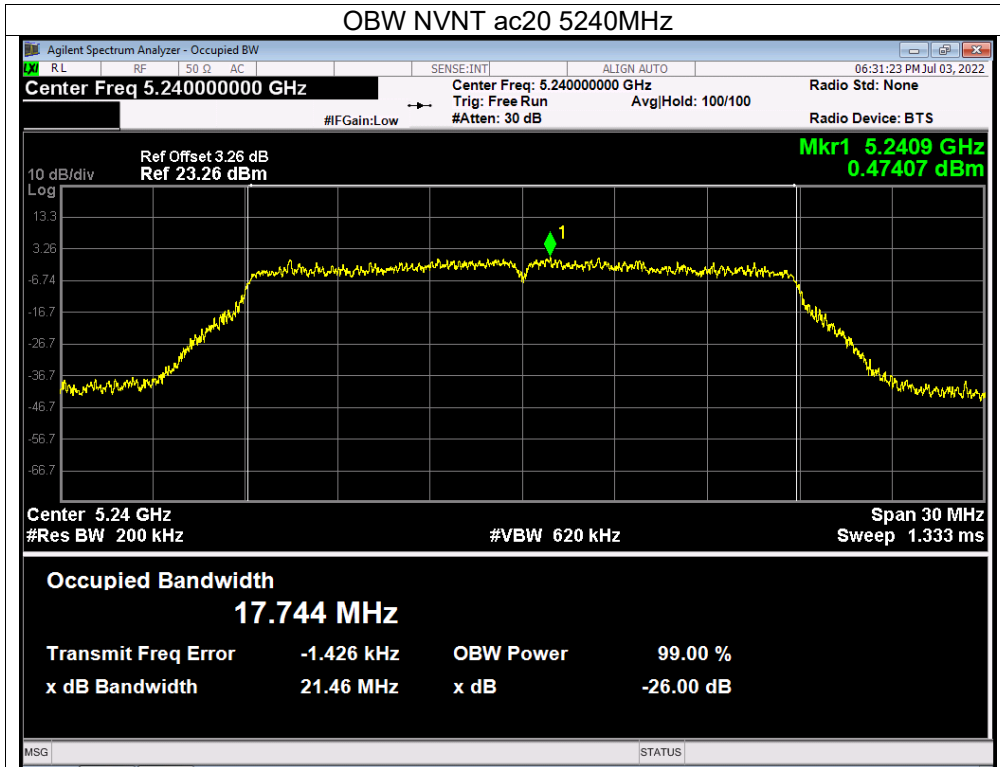 OBW NVNT ac20 5240MHz
Agilent Spectrum Analyzer - Occupied BW
LXI RL RF 50 Ω AC SENSE:INT ALIGN AUTO 06:31:23 PM Jul 03, 2022
Center Freq 5.240000000 GHz Center Freq: 5.240000000 GHz Radio Std: None
Trig: Free Run Avg|Hold: 100/100
#IFGain:Low #Atten: 30 dB Radio Device: BTS
Mkr1 5.2409 GHz
0.47407 dBm
Ref Offset 3.26 dB
10 dB/div Ref 23.26 dBm
Log
13.3
1
3.26
-6.74
-16.7
-26.7
-36.7
-46.7
-56.7
-66.7
Center 5.24 GHz Span 30 MHz
#Res BW 200 kHz #VBW 620 kHz Sweep 1.333 ms
Occupied Bandwidth
17.744 MHz
Transmit Freq Error -1.426 kHz OBW Power 99.00 %
x dB Bandwidth 21.46 MHz x dB -26.00 dB
MSG STATUS